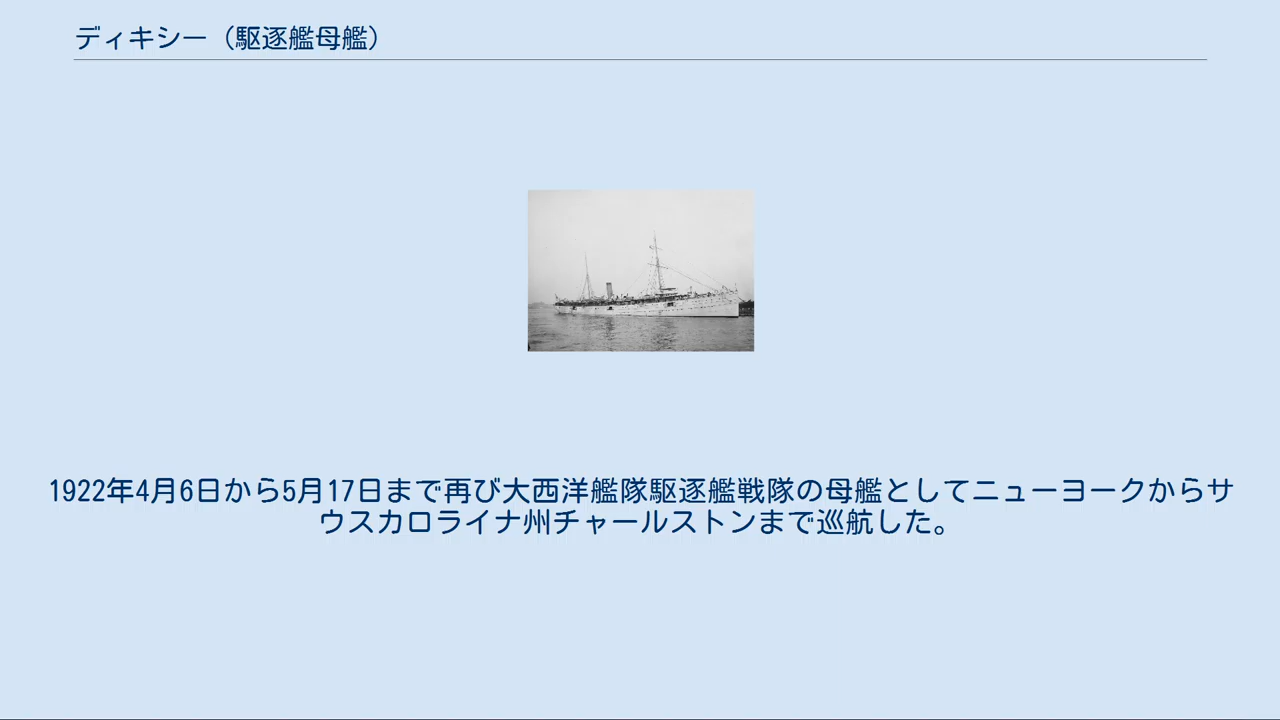 ディキシー（駆逐艦母艦）
1922年4月6日から5月17日まで再び大西洋艦隊駆逐艦戦隊の母艦としてニューヨークからサ
ウスカロライナ州チャールストンまで巡航した。